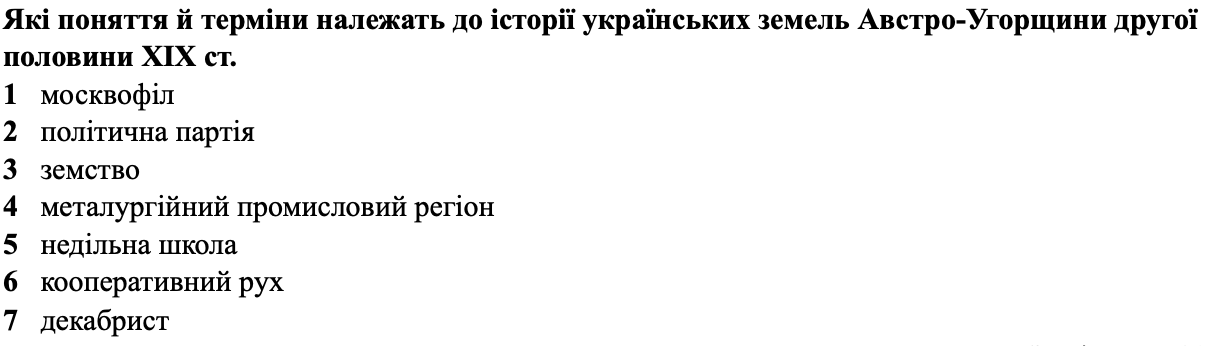 Які поняття й терміни належать до історії українських земель Австро-Угорщини другої
половини XIX ст.
1 москвофіл
2 політична партія
3 земство
4 металургійний промисловий регіон
5 недільна школа
6 кооперативний рух
7 декабрист